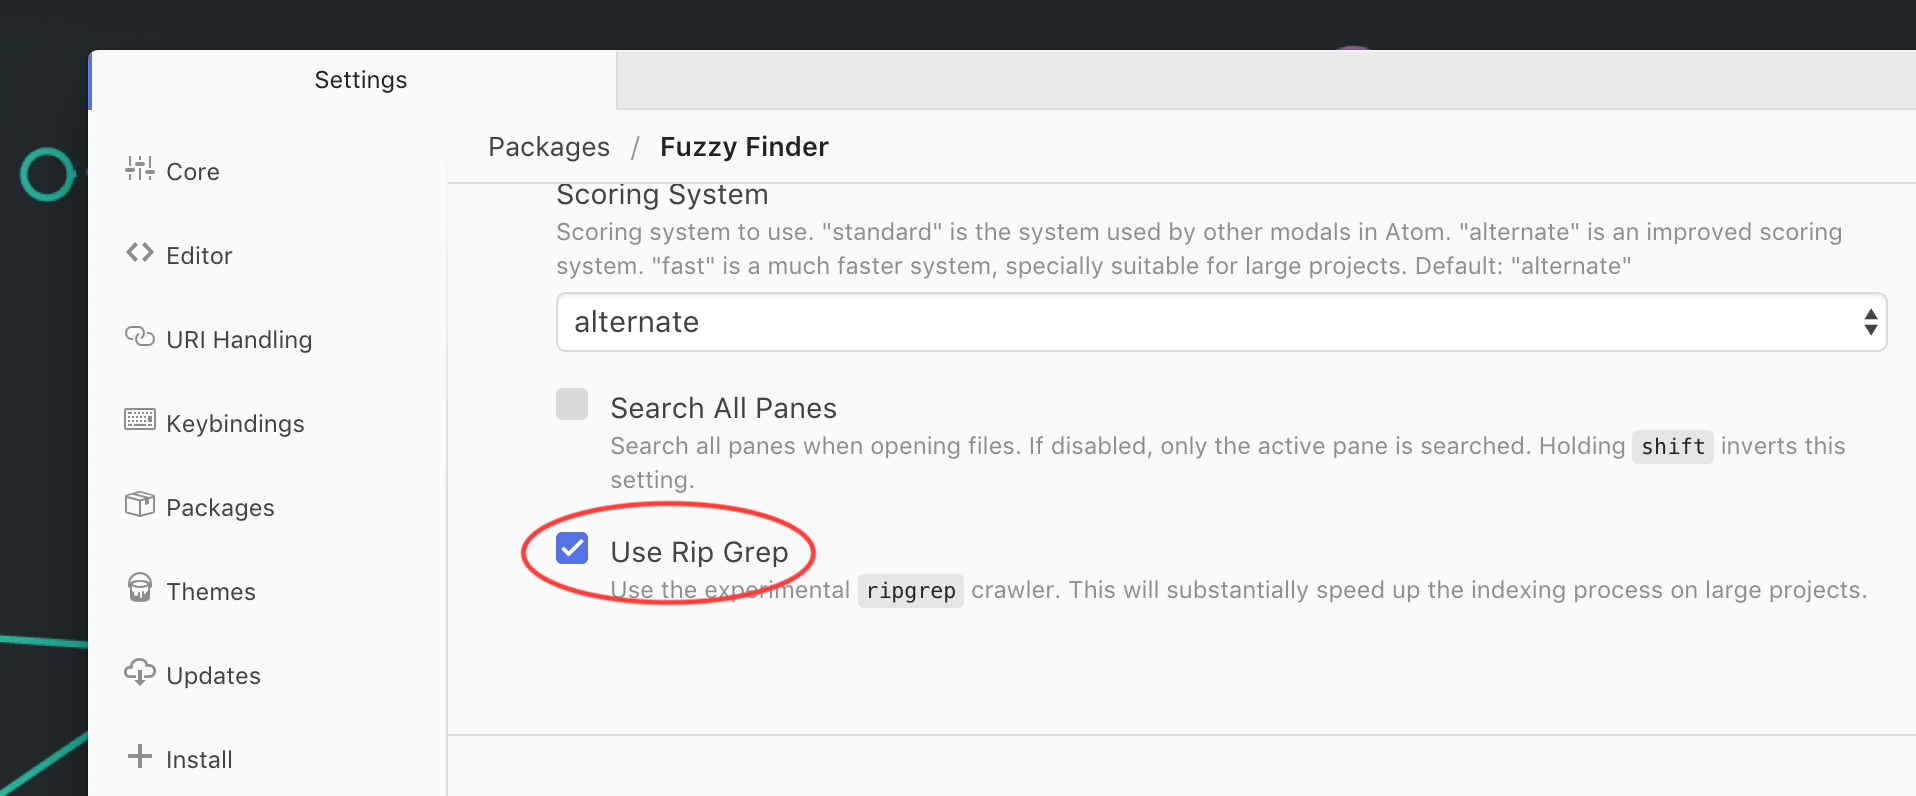 Settings
Core
Editor
URI Handling
Keybindings
Packages
Themes
Updates
Install
Packages / Fuzzy Finder
Scoring System
Scoring system to use. "standard" is the system used by other modals in Atom. "alternate" is an improved scoring
system. "fast" is a much faster system, specially suitable for large projects. Default: "alternate"
alternate
Search All Panes
Search all panes when opening files. If disabled, only the active pane is searched. Holding shift inverts this
setting.
Use Rip Grep
Use the experimental ripgrep crawler. This will substantially speed up the indexing process on large projects.